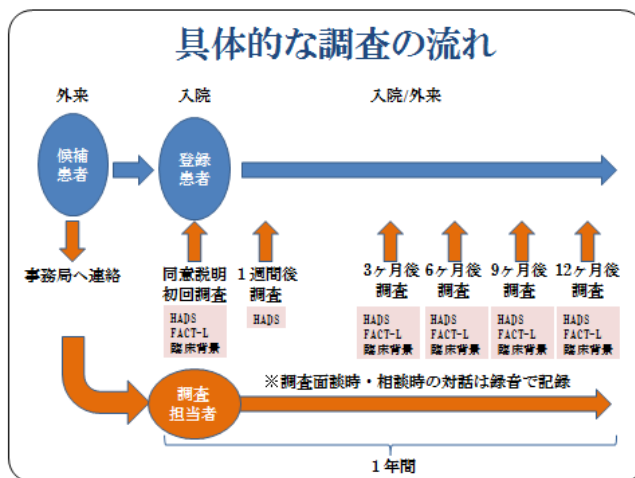 具体的な調査の流れ
外来
入院
入院/外来
候補
患者
登録
患者
事務局へ連絡
同意説明
初回調査
1週間後
調査
3ヶ月後
調査
6ヶ月後
調査
9ヶ月後
調査
12ヶ月後
調査
HADS
FACT-L
臨床背景
HADS
HADS
FACT-L
臨床背景
HADS
FACT-L
臨床背景
HADS
FACT-L
臨床背景
HADS
FACT-L
臨床背景
調査
担当者
※調査面談時・相談時の対話は録音で記録
1年間